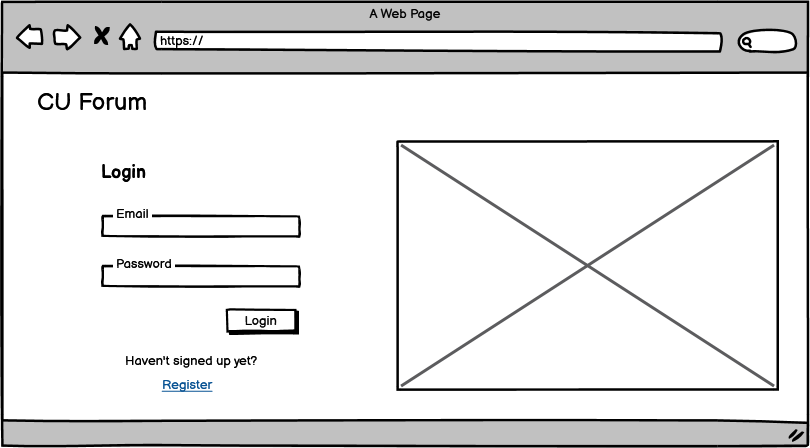 A Web Page
https://
CU Forum
Login
Email
Password
Login
Haven't signed up yet?
Register